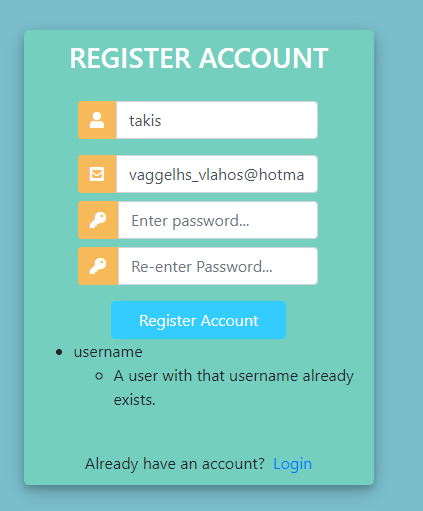 REGISTER ACCOUNT
takis
vaggelhs_vlahos@hotma
Enter password...
Re-enter Password...
Register Account
username
A user with that username already
exists.
Already have an account? Login